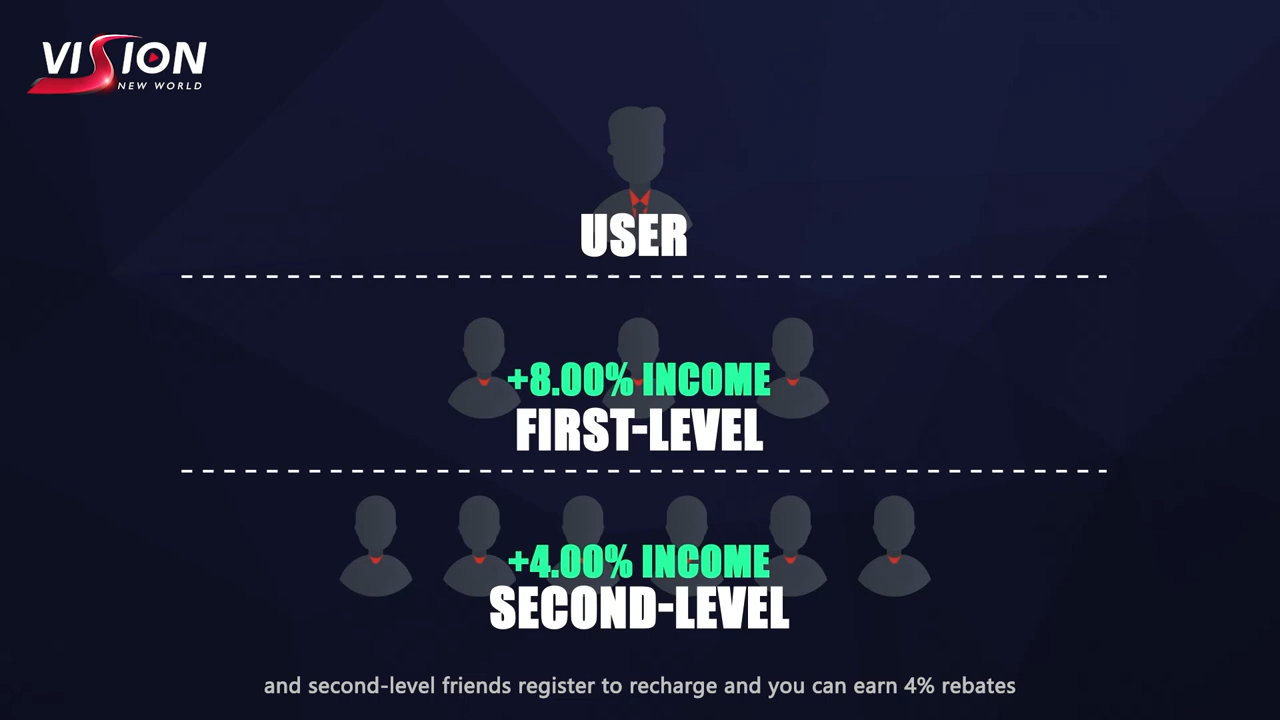 VISION
NEW WORLD
USER
+8.00% INCOME
FIRST-LEVEL
+4.00% INCOME
SECOND-LEVEL
and second-level friends register to recharge and you can earn 4% rebates